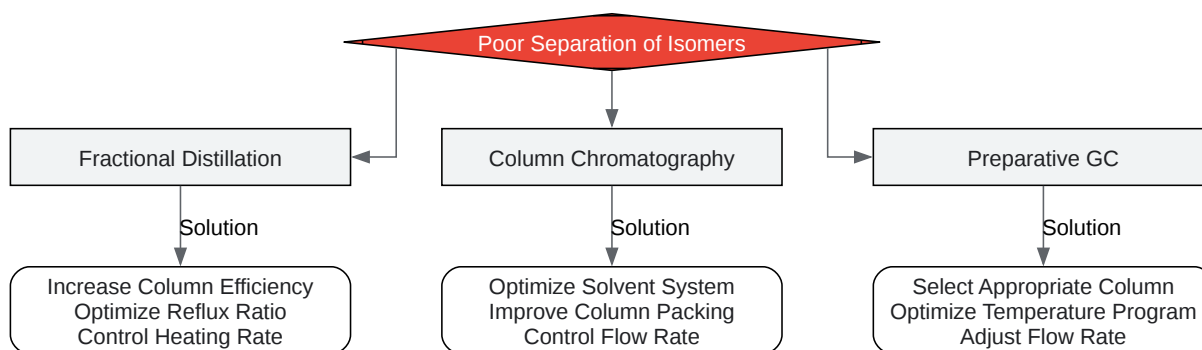 Poor Separation of Isomers
Fractional Distillation
Column Chromatography
Preparative GC
Solution
Solution
Solution
Increase Column Efficiency
Optimize Reflux Ratio
Control Heating Rate
Optimize Solvent System
Improve Column Packing
Control Flow Rate
Select Appropriate Column
Optimize Temperature Program
Adjust Flow Rate